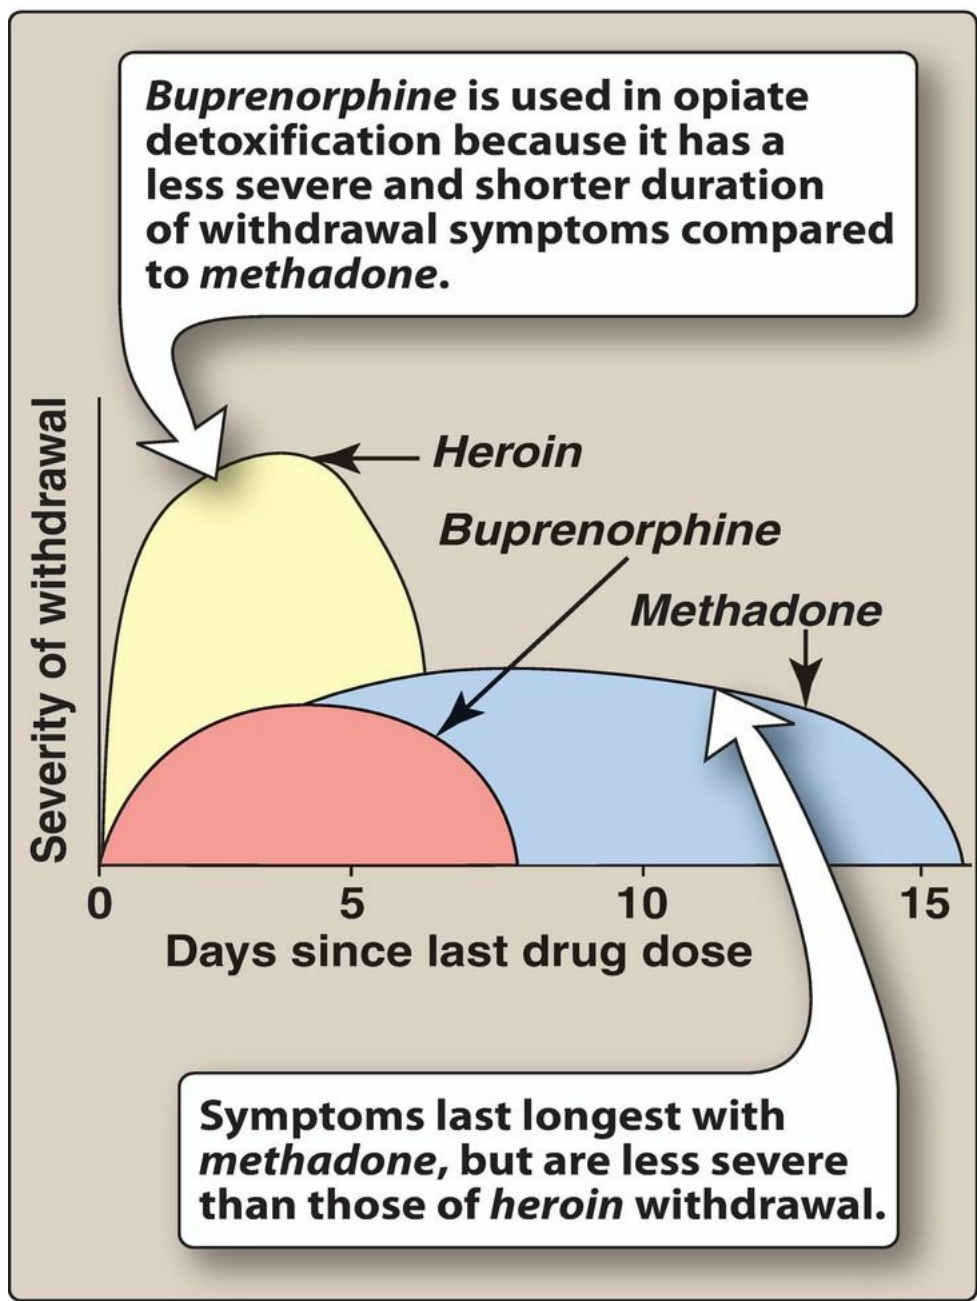 Buprenorphine is used in opiate
detoxification because it has a
less severe and shorter duration
of withdrawal symptoms compared
to methadone.
Severity of withdrawal
Heroin
Buprenorphine
Methadone
0 5 10 15
Days since last drug dose
Symptoms last longest with
methadone, but are less severe
than those of heroin withdrawal.